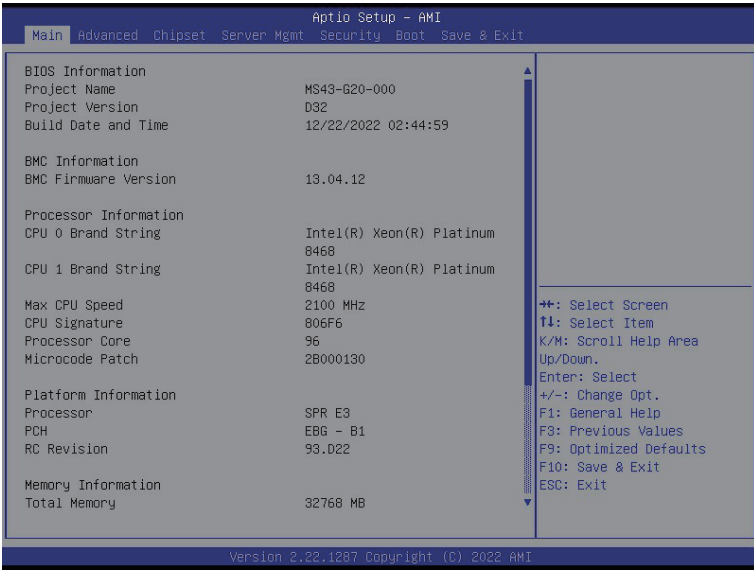 Aptio Setup – AMI
Main Advanced Chipset Server Mgmt Security Boot Save & Exit
BIOS Information
Project Name MS43-G20-000
Project Version D32
Build Date and Time 12/22/2022 02:44:59
BMC Information
BMC Firmware Version 13.04.12
Processor Information
CPU 0 Brand String Intel(R) Xeon(R) Platinum
8468
CPU 1 Brand String Intel(R) Xeon(R) Platinum
8468
Max CPU Speed 2100 MHz
CPU Signature 806F6
Processor Core 96
Microcode Patch 2B000130
Platform Information
Processor SPR E3
PCH EBG - B1
RC Revision 93.D22
Memory Information
Total Memory 32768 MB
→←: Select Screen
↑↓: Select Item
K/M: Scroll Help Area
Up/Down.
Enter: Select
+/-: Change Opt.
F1: General Help
F3: Previous Values
F9: Optimized Defaults
F10: Save & Exit
ESC: Exit
Version 2.22.1287 Copyright (C) 2022 AMI